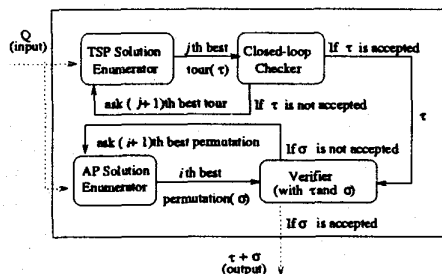 Q
(input)
TSP Solution
Enumerator
jth best
tour(τ)
Closed-loop
Checker
If τ is accepted
ask (j+1)th best tour
If τ is not accepted
τ
ask (i+1)th best permutation
If σ is not accepted
AP Solution
Enumerator
ith best
permutation(σ)
Verifier
(with τ and σ)
If σ is accepted
τ + σ
(output)